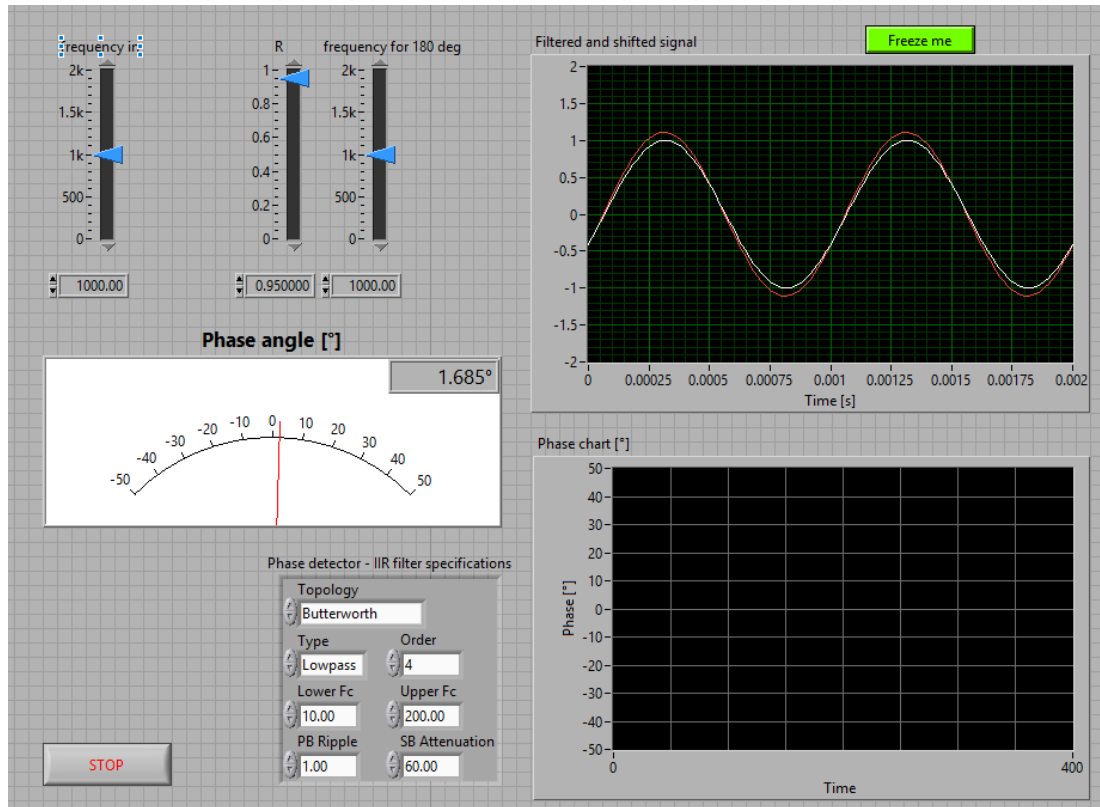 frequency in
2k
1.5k
1k
500
0
1000.00
R
1
0.8
0.6
0.4
0.2
0
0.950000
frequency for 180 deg
2k
1.5k
1k
500
0
1000.00
Filtered and shifted signal
Freeze me
2
1.5
1
0.5
0
-0.5
-1
-1.5
-2
0 0.00025 0.0005 0.00075 0.001 0.00125 0.0015 0.00175 0.002
Time [s]
Phase angle [°]
1.685°
-50 -40 -30 -20 -10 0 10 20 30 40 50
Phase chart [°]
50
40
30
20
10
0
-10
-20
-30
-40
-50
Phase [°]
0 400
Time
Phase detector - IIR filter specifications
Topology
Butterworth
Type Order
Lowpass 4
Lower Fc Upper Fc
10.00 200.00
PB Ripple SB Attenuation
1.00 60.00
STOP